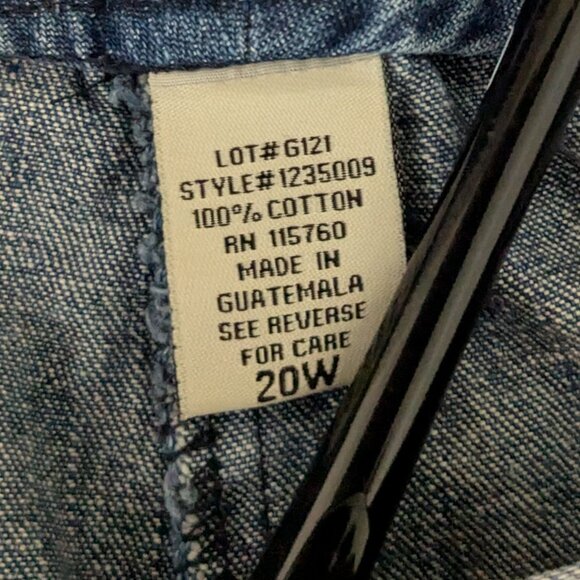 LOT# G121
STYLE# 1235009
100% COTTON
RN 115760
MADE IN
GUATEMALA
SEE REVERSE
FOR CARE
20W